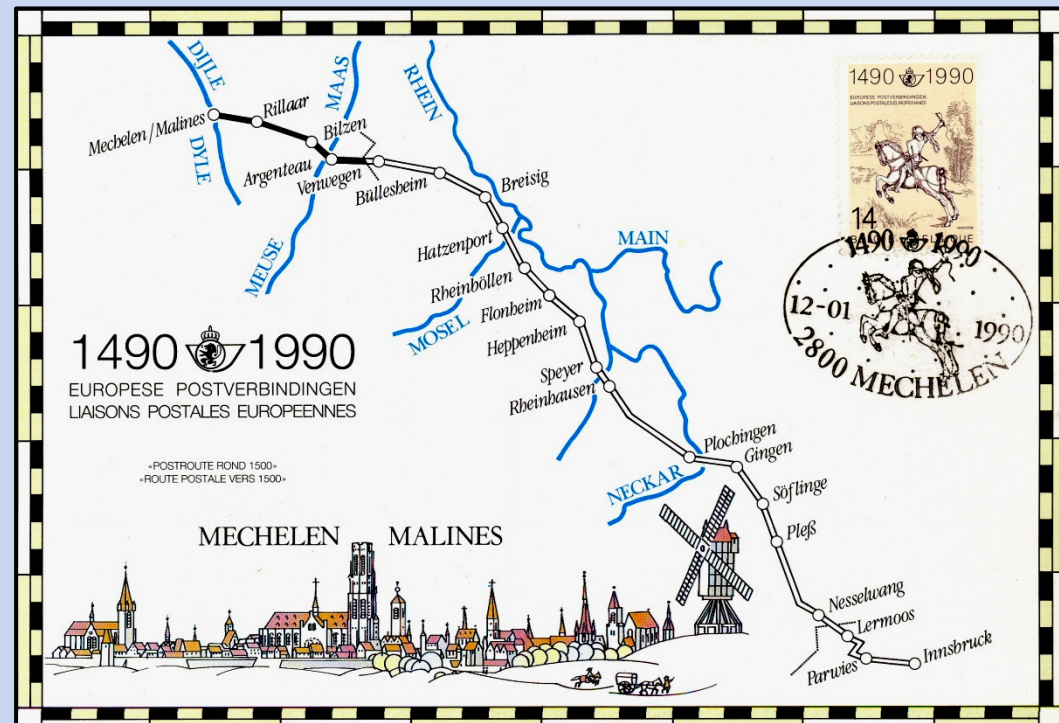 DIJLE
MAAS
RHEIN
Mechelen/Malines
Rillaar
Bilzen
DYLE
Argenteau
Venwegen
Büllesheim
Breisig
MEUSE
Hatzenport
MAIN
Rheinböllen
MOSEL
Flonheim
Heppenheim
Speyer
Rheinhausen
Plochingen
Gingen
NECKAR
Söflinge
Pleß
Nesselwang
Lermoos
Parwies
Innsbruck
1490 1990
EUROPESE POSTVERBINDINGEN
LIAISONS POSTALES EUROPEENNES
«POSTROUTE ROND 1500»
«ROUTE POSTALE VERS 1500»
MECHELEN MALINES
1490 1990
EUROPESE POSTVERBINDINGEN
LIAISONS POSTALES EUROPEENNES
14
1490 1990
12-01 1990
2800 MECHELEN